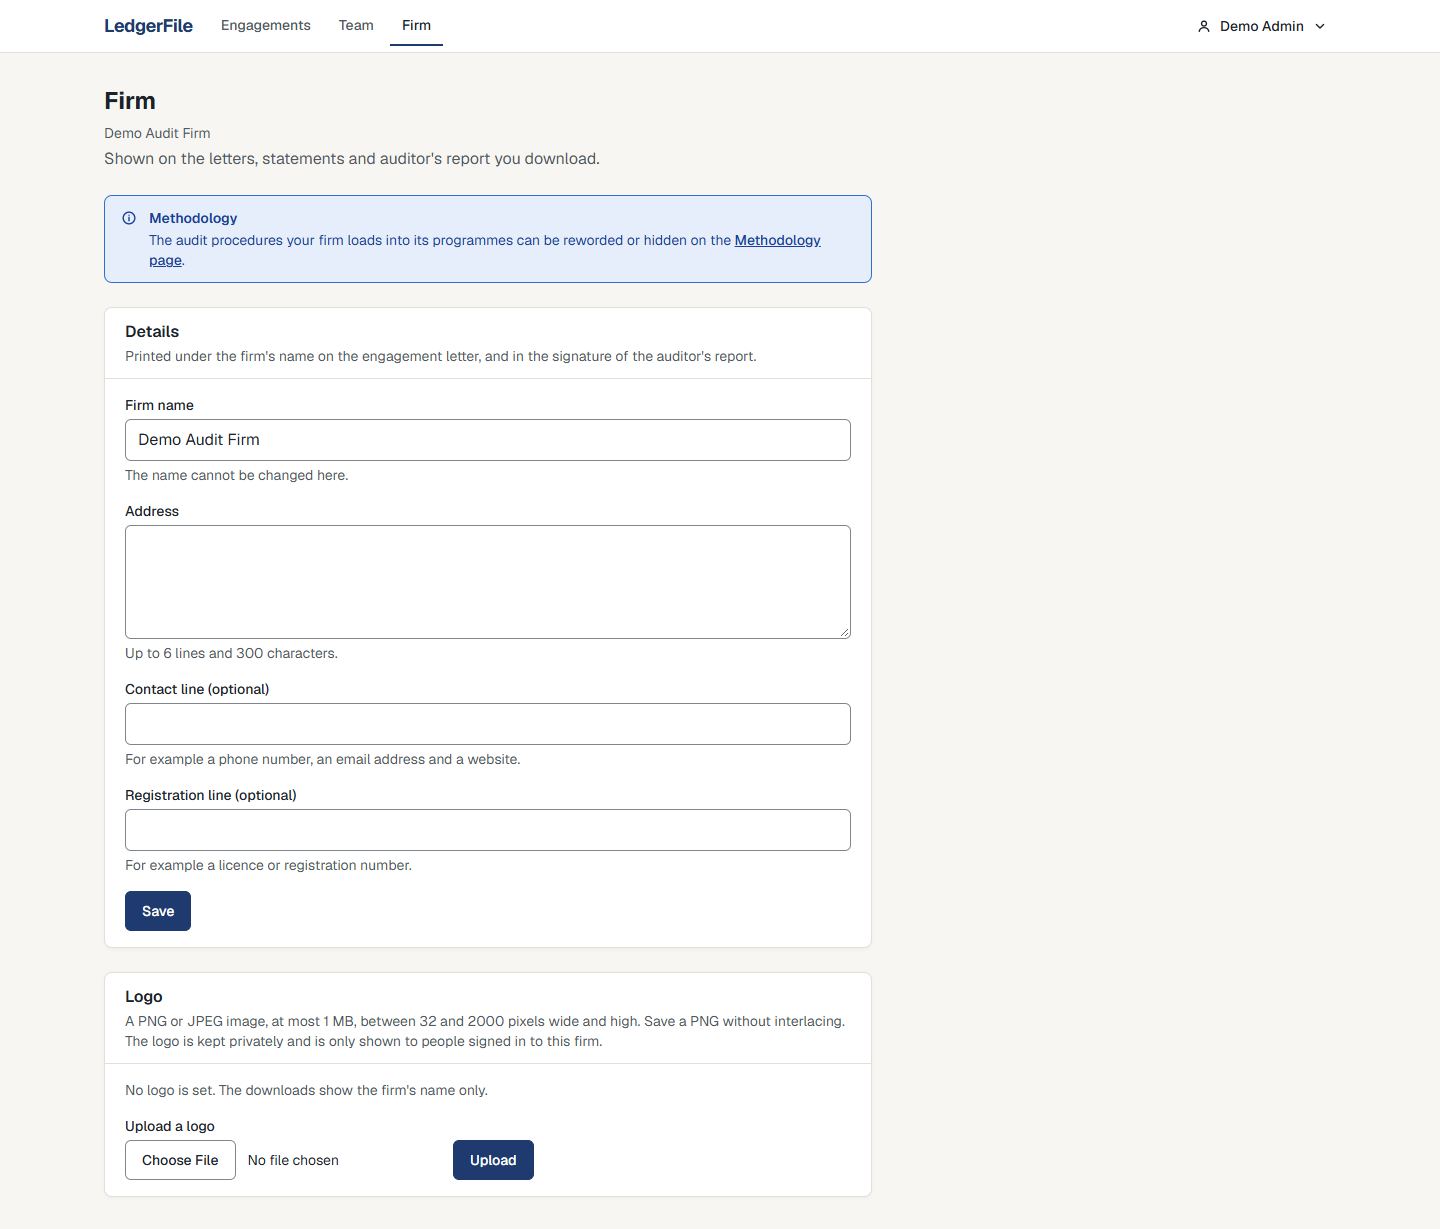 LedgerFile
Engagements
Team
Firm
Demo Admin
Firm
Demo Audit Firm
Shown on the letters, statements and auditor's report you download.
Methodology
The audit procedures your firm loads into its programmes can be reworded or hidden on the Methodology
page.
Details
Printed under the firm's name on the engagement letter, and in the signature of the auditor's report.
Firm name
Demo Audit Firm
The name cannot be changed here.
Address
Up to 6 lines and 300 characters.
Contact line (optional)
For example a phone number, an email address and a website.
Registration line (optional)
For example a licence or registration number.
Save
Logo
A PNG or JPEG image, at most 1 MB, between 32 and 2000 pixels wide and high. Save a PNG without interlacing.
The logo is kept privately and is only shown to people signed in to this firm.
No logo is set. The downloads show the firm's name only.
Upload a logo
Choose File
No file chosen
Upload